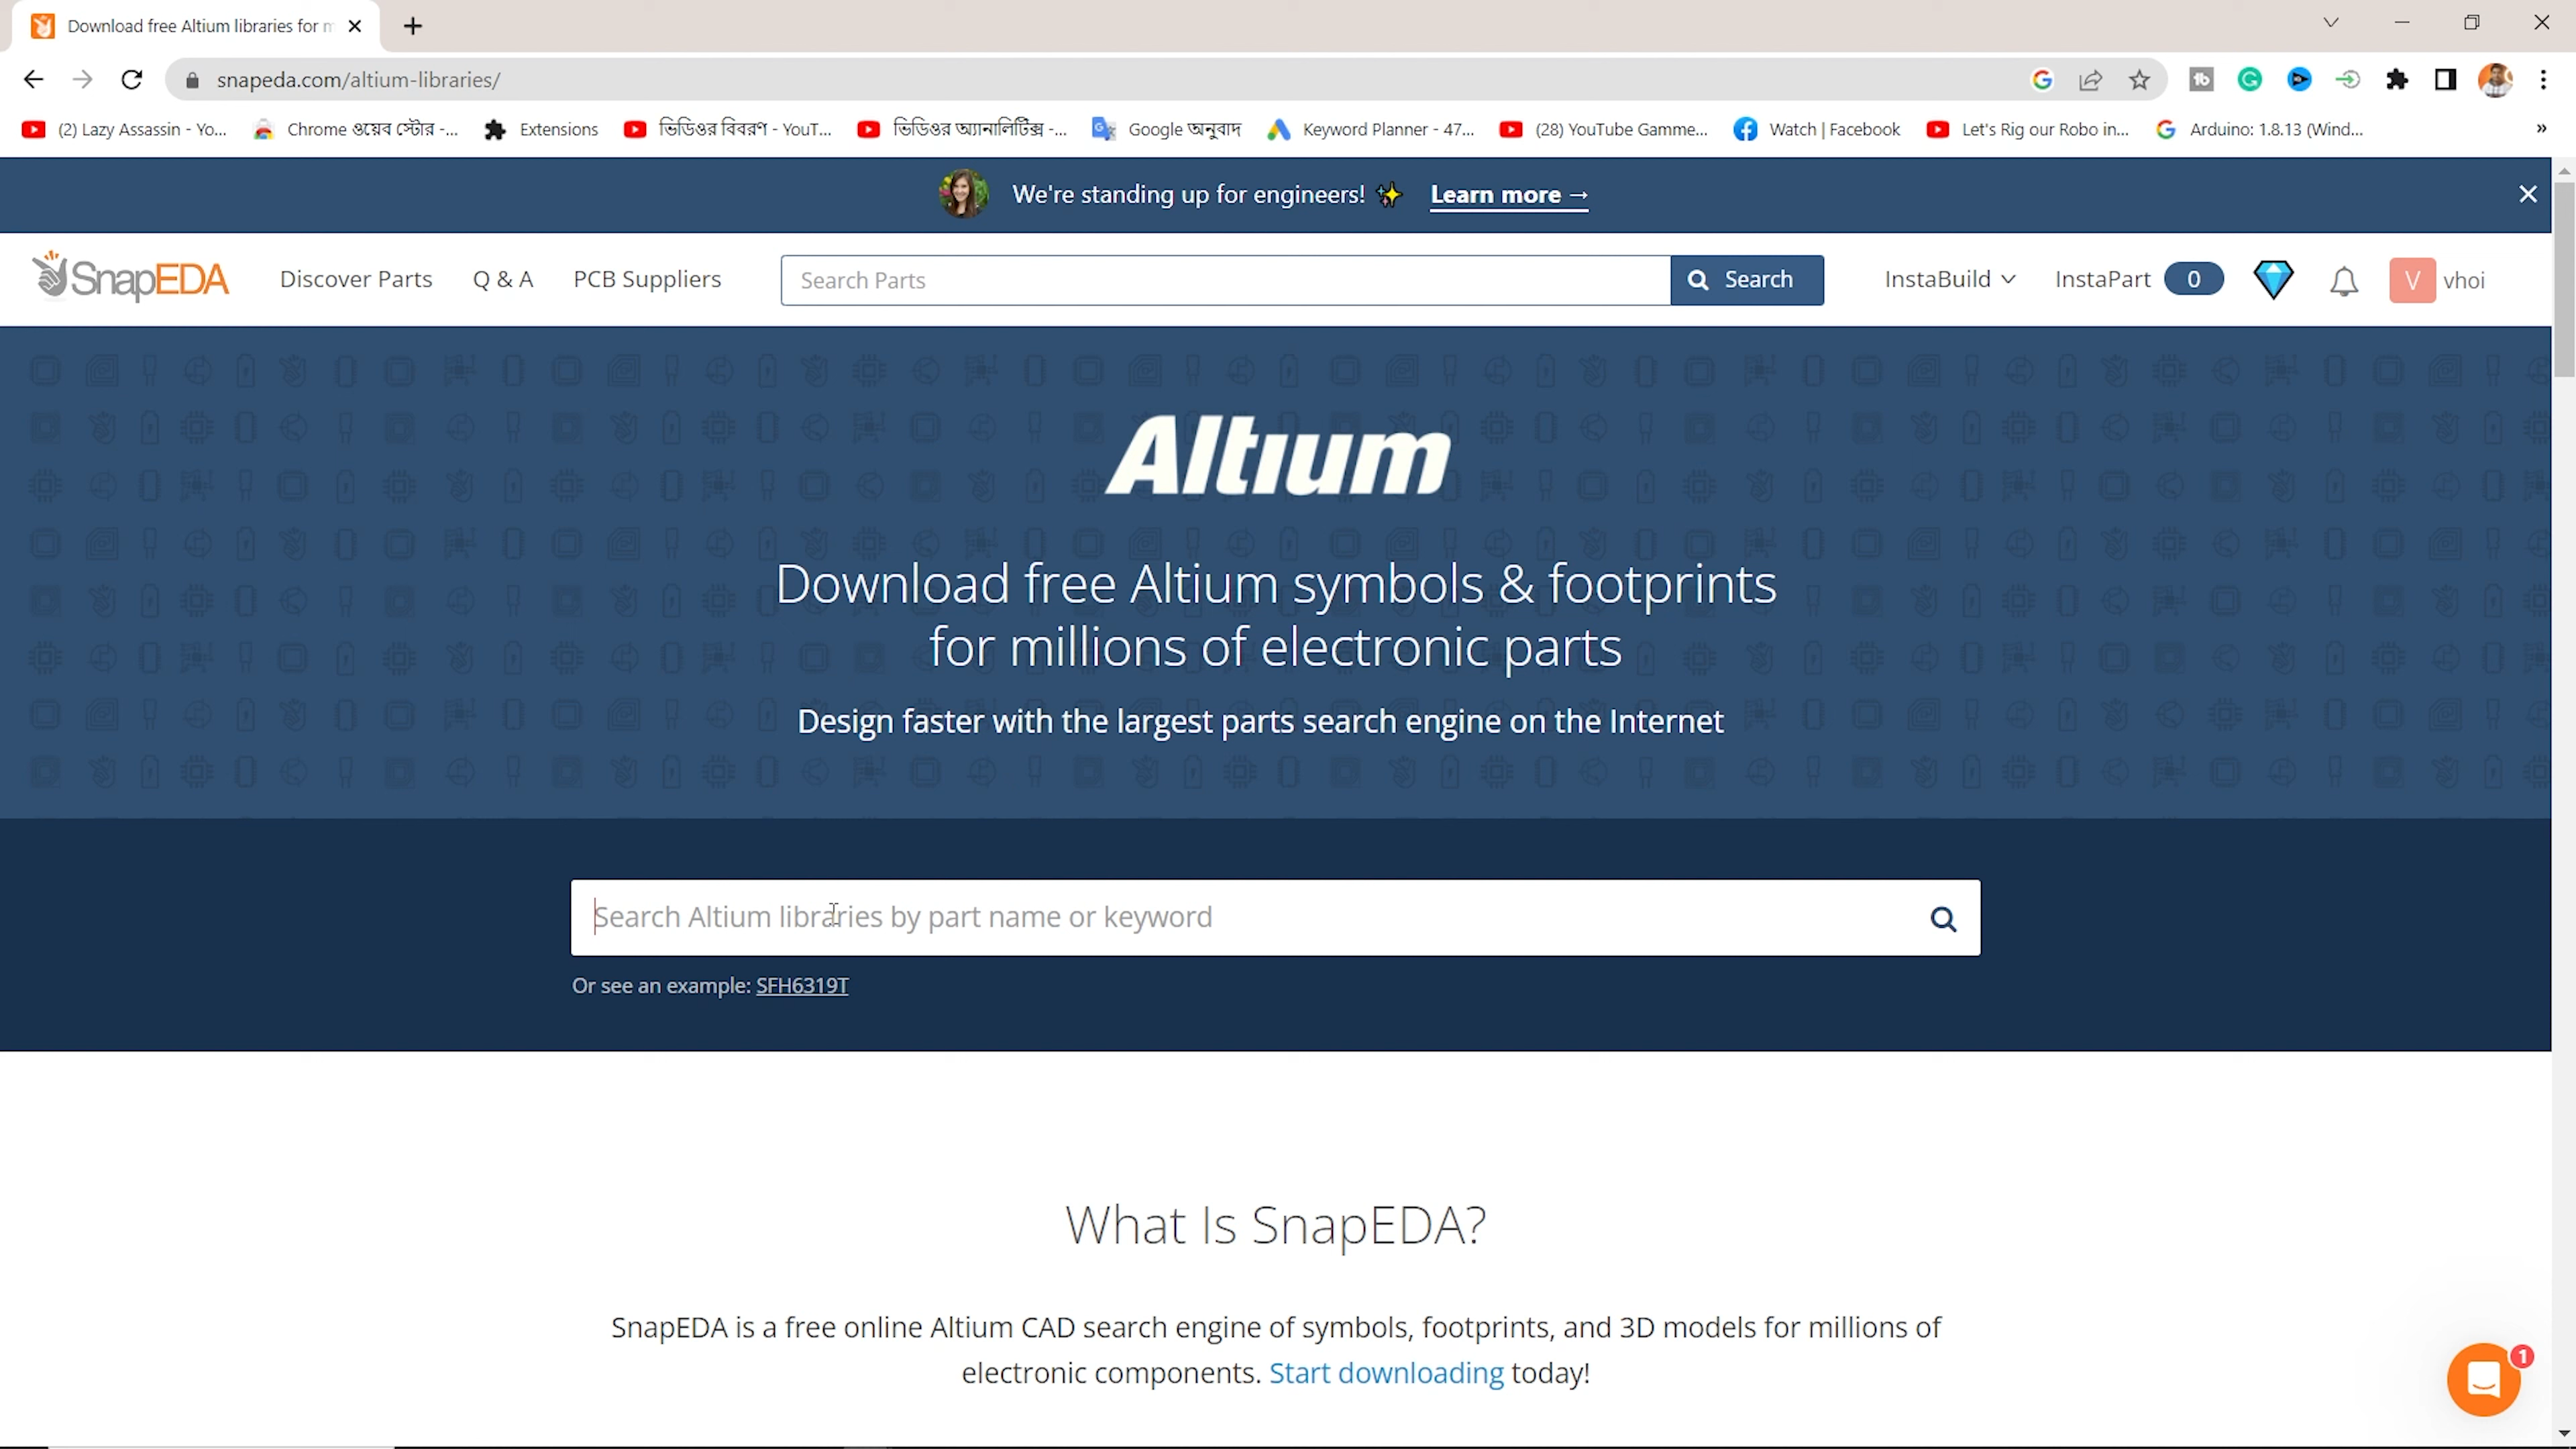 Download free Altium libraries for m
snapeda.com/altium-libraries/
(2) Lazy Assassin - Yo...
Chrome ওয়েব স্টোর -...
Extensions
ভিডিওর বিবরণ - YouT...
ভিডিওর অ্যানালিটিক্স -...
Google অনুবাদ
Keyword Planner - 47...
(28) YouTube Gamme...
Watch | Facebook
Let's Rig our Robo in...
Arduino: 1.8.13 (Wind...
»
We're standing up for engineers! ✨ Learn more →
SnapEDA
Discover Parts
Q & A
PCB Suppliers
Search Parts
Search
InstaBuild
InstaPart 0
V vhoi
Altium
Download free Altium symbols & footprints
for millions of electronic parts
Design faster with the largest parts search engine on the Internet
Search Altium libraries by part name or keyword
Or see an example: SFH6319T
What Is SnapEDA?
SnapEDA is a free online Altium CAD search engine of symbols, footprints, and 3D models for millions of
electronic components. Start downloading today!
1